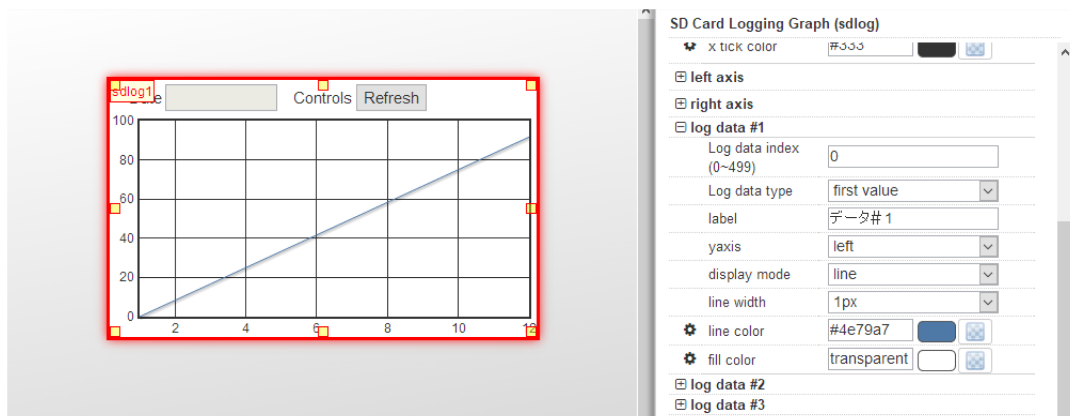 sdlog1
Date Controls Refresh
100
80
60
40
20
0
2 4 6 8 10 12
SD Card Logging Graph (sdlog)
x tick color #333
left axis
right axis
log data #1
Log data index
(0~499) 0
Log data type first value
label データ＃１
yaxis left
display mode line
line width 1px
line color #4e79a7
fill color transparent
log data #2
log data #3